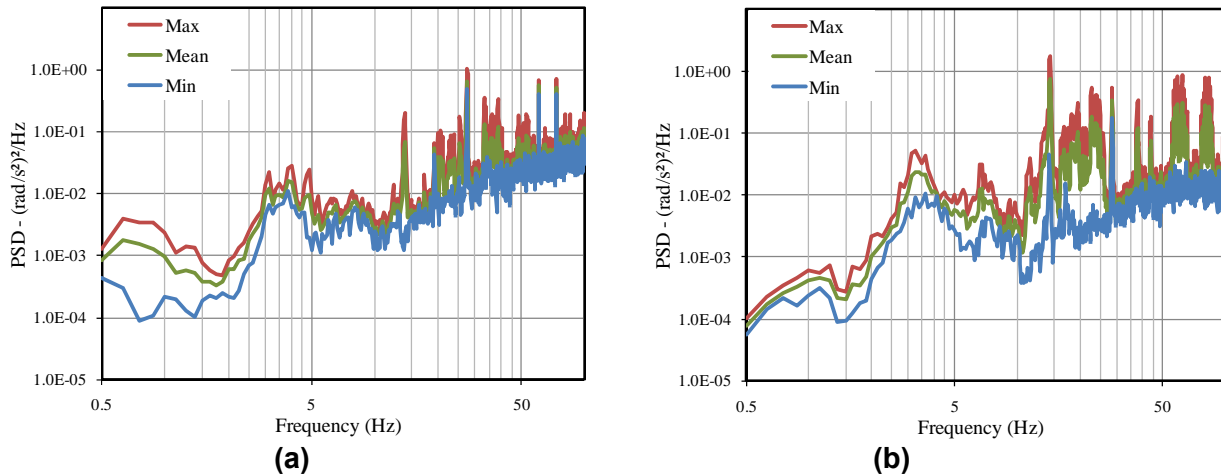 Max
Mean
Min
1.0E+00
1.0E-01
1.0E-02
1.0E-03
1.0E-04
1.0E-05
PSD - (rad/s²)²/Hz
0.5
5
50
Frequency (Hz)
(a)
Max
Mean
Min
1.0E+00
1.0E-01
1.0E-02
1.0E-03
1.0E-04
1.0E-05
PSD - (rad/s²)²/Hz
0.5
5
50
Frequency (Hz)
(b)